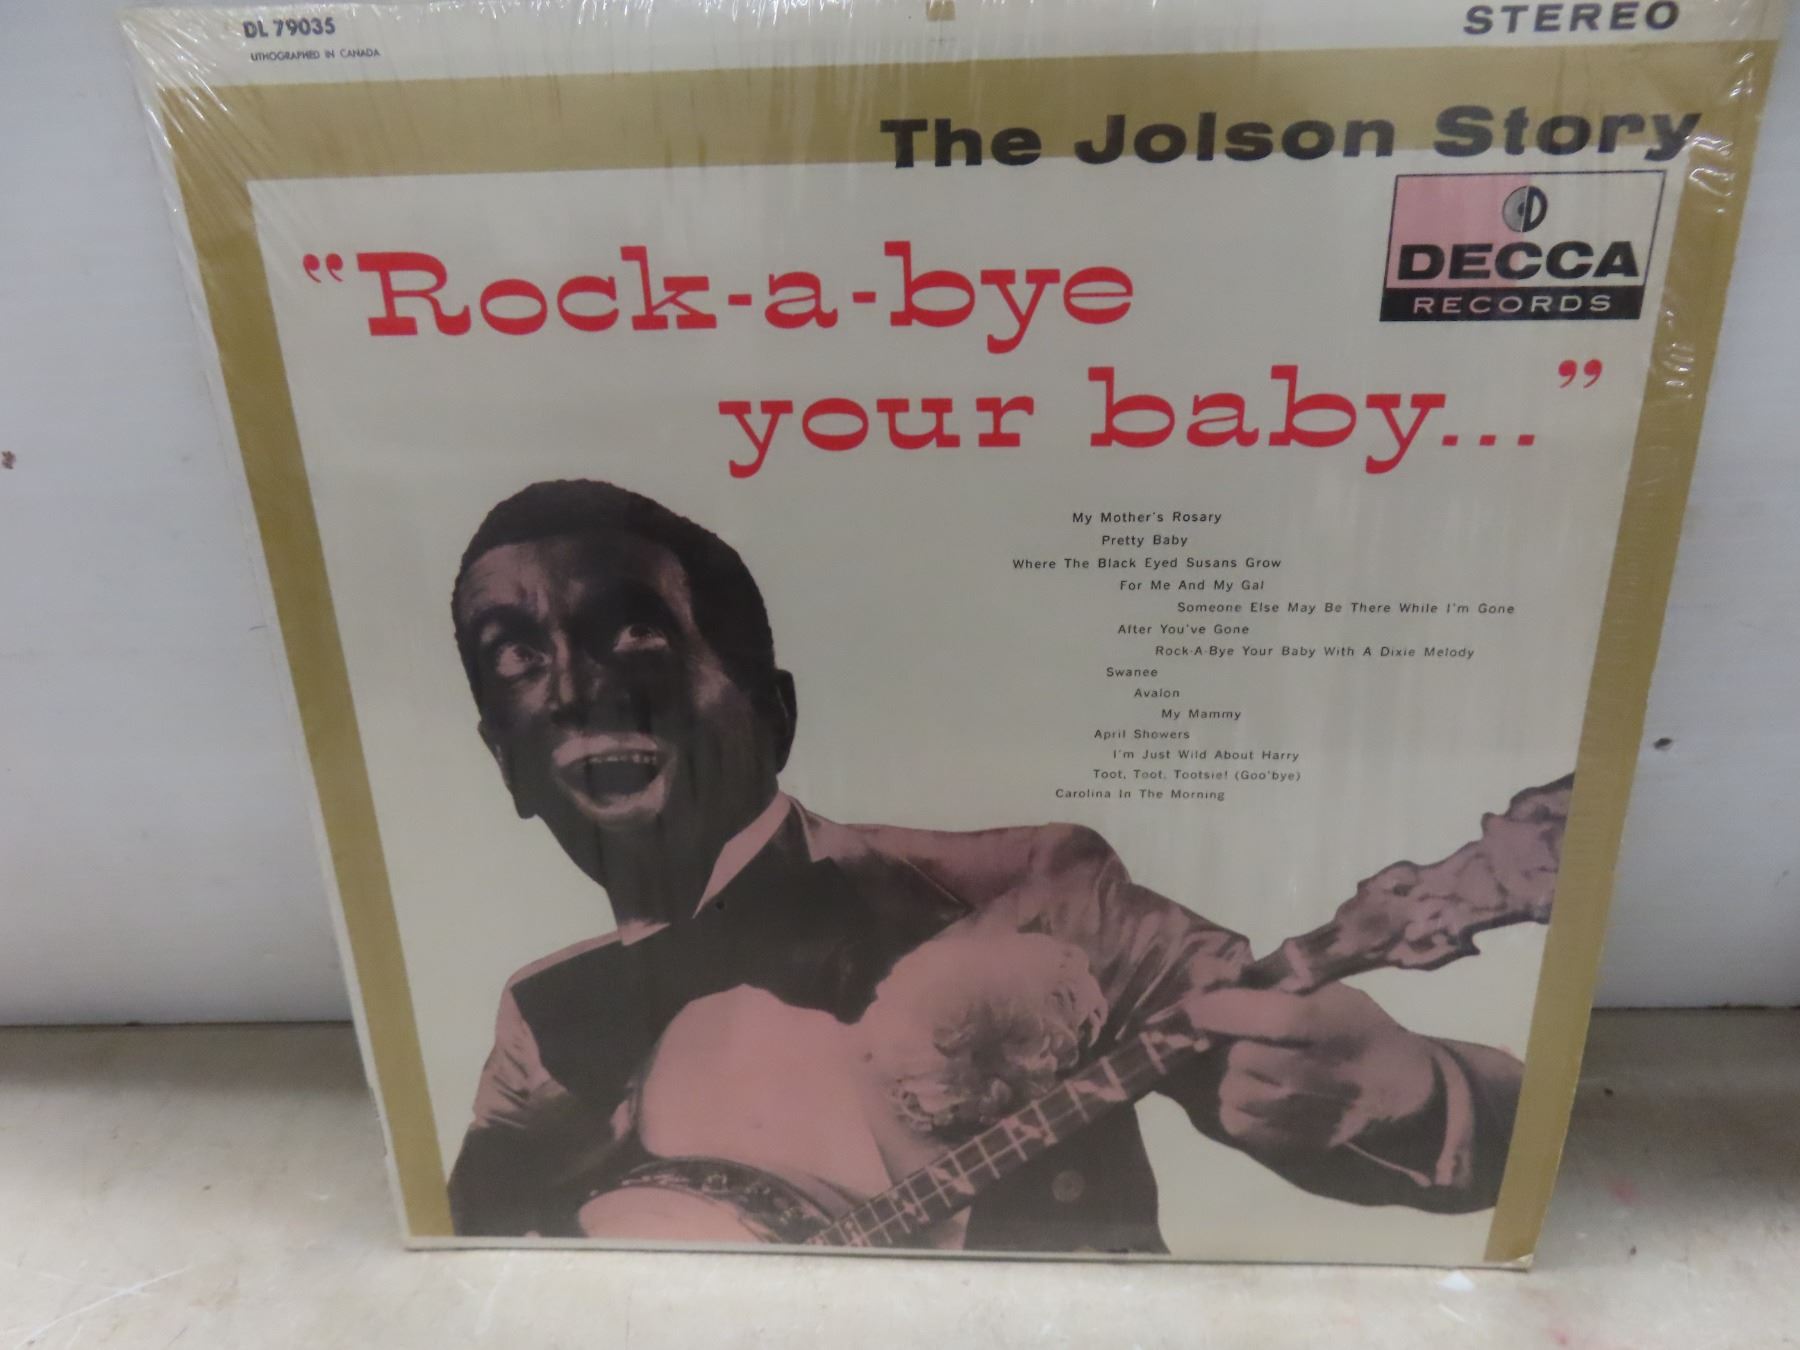 DL 79035
LITHOGRAPHED IN CANADA
STEREO
The Jolson Story
D
DECCA
RECORDS
“Rock-a-bye
your baby...”
My Mother's Rosary
Pretty Baby
Where The Black Eyed Susans Grow
For Me And My Gal
Someone Else May Be There While I'm Gone
After You've Gone
Rock-A-Bye Your Baby With A Dixie Melody
Swanee
Avalon
My Mammy
April Showers
I'm Just Wild About Harry
Toot, Toot, Tootsie! (Goo'bye)
Carolina In The Morning